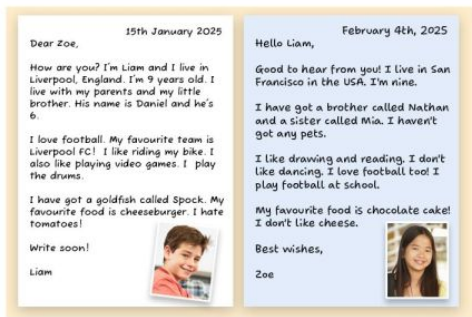 15th January 2025
Dear Zoe,
How are you? I'm Liam and I live in
Liverpool, England. I'm 9 years old. I
live with my parents and my little
brother. His name is Daniel and he's
6.
I love football. My favourite team is
Liverpool FC! I like riding my bike. I
also like playing video games. I play
the drums.
I have got a goldfish called Spock. My
favourite food is cheeseburger. I hate
tomatoes!
Write soon!
Liam
February 4th, 2025
Hello Liam,
Good to hear from you! I live in San
Francisco in the USA. I'm nine.
I have got a brother called Nathan
and a sister called Mia. I haven't
got any pets.
I like drawing and reading. I don't
like dancing. I love football too! I
play football at school.
My favourite food is chocolate cake!
I don't like cheese.
Best wishes,
Zoe